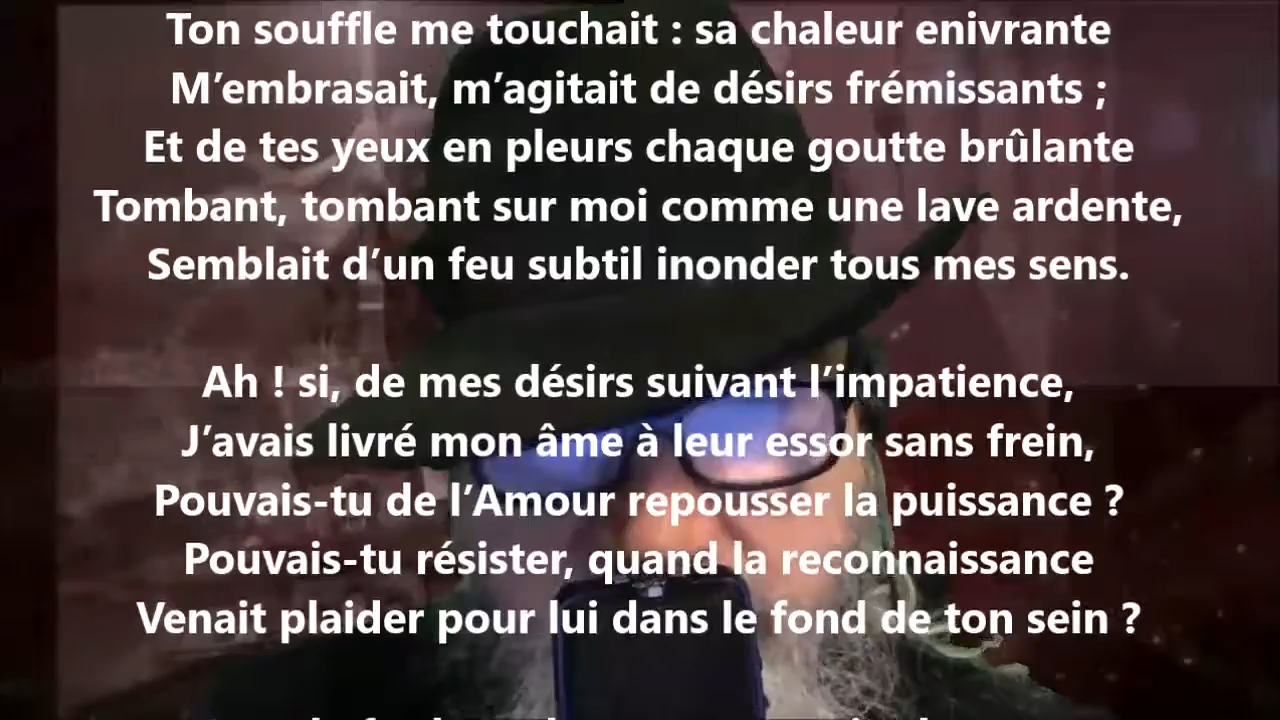 Ton souffle me touchait : sa chaleur enivrante
M’embrasait, m’agitait de désirs frémissants ;
Et de tes yeux en pleurs chaque goutte brûlante
Tombant, tombant sur moi comme une lave ardente,
Semblait d’un feu subtil inonder tous mes sens.
Ah ! si, de mes désirs suivant l’impatience,
J’avais livré mon âme à leur essor sans frein,
Pouvais-tu de l’Amour repousser la puissance ?
Pouvais-tu résister, quand la reconnaissance
Venait plaider pour lui dans le fond de ton sein ?